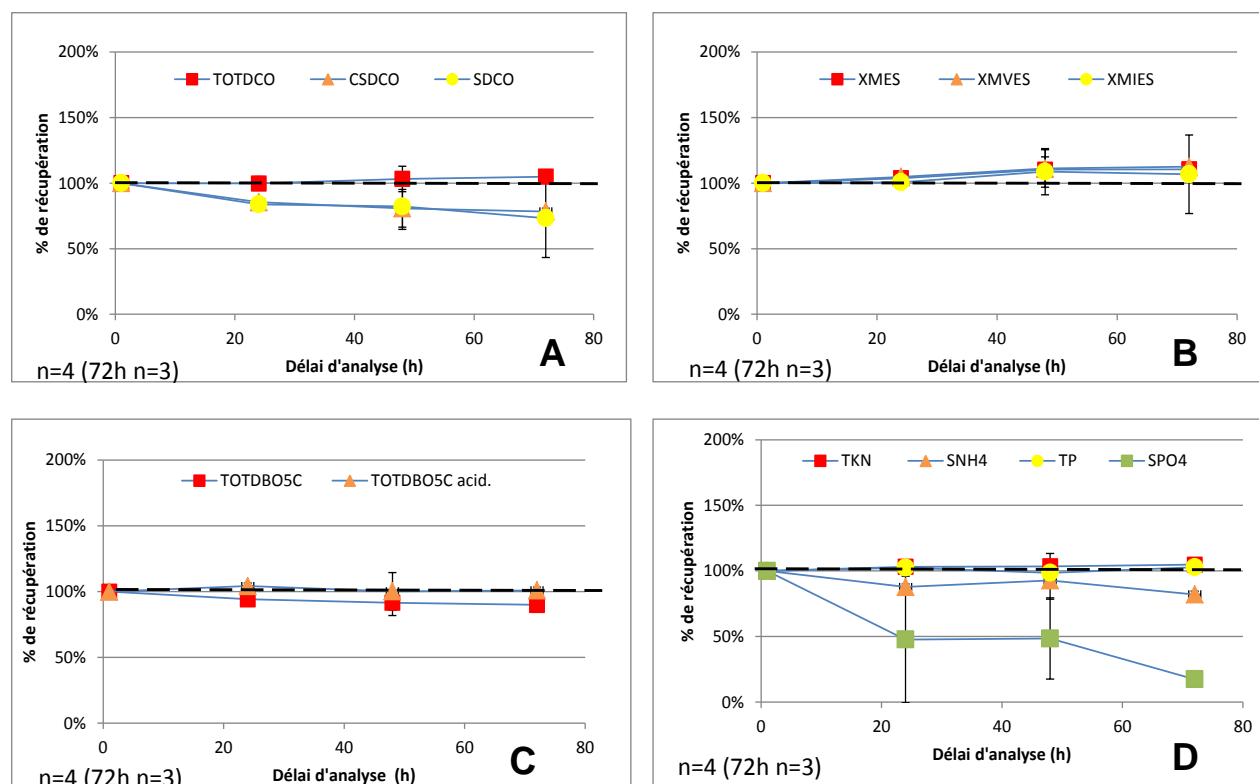 200%
TOTDCO CSDCO SDCO
150%
100%
50%
0%
% de récupération
0 20 40 60 80
Délai d'analyse (h)
n=4 (72h n=3)
A
200%
XMES XMVES XMIES
150%
100%
50%
0%
% de récupération
0 20 40 60 80
Délai d'analyse (h)
n=4 (72h n=3)
B
200%
TOTDBO5C TOTDBO5C acid.
150%
100%
50%
0%
% de récupération
0 20 40 60 80
Délai d'analyse (h)
n=4 (72h n=3)
C
200%
TKN SNH4 TP SPO4
150%
100%
50%
0%
% de récupération
0 20 40 60 80
Délai d'analyse (h)
n=4 (72h n=3)
D